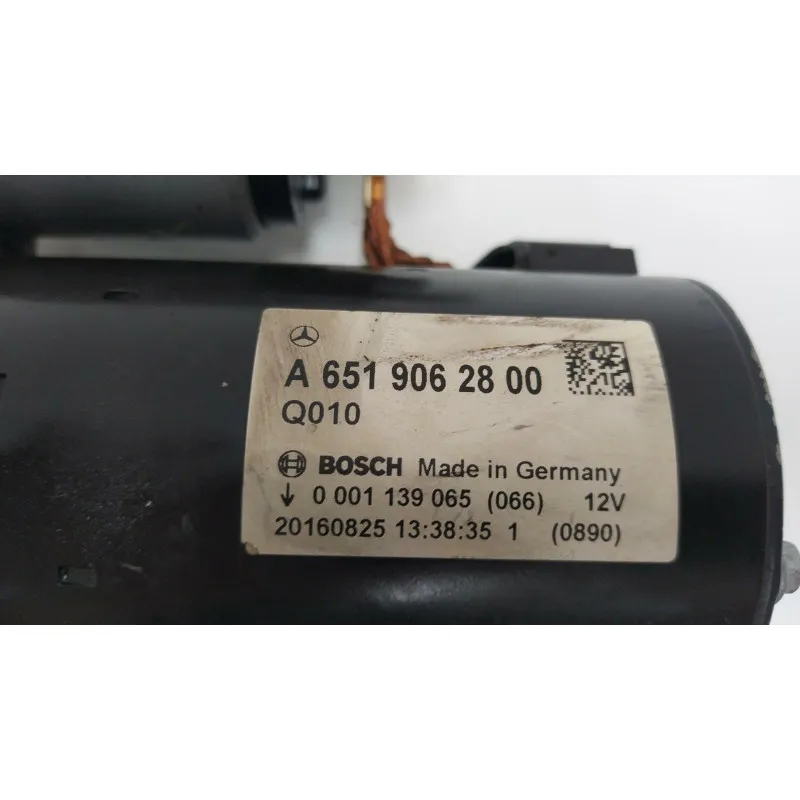 A 651 906 28 00
Q010
BOSCH Made in Germany
↓ 0 001 139 065 (066) 12V
20160825 13:38:35 1 (0890)